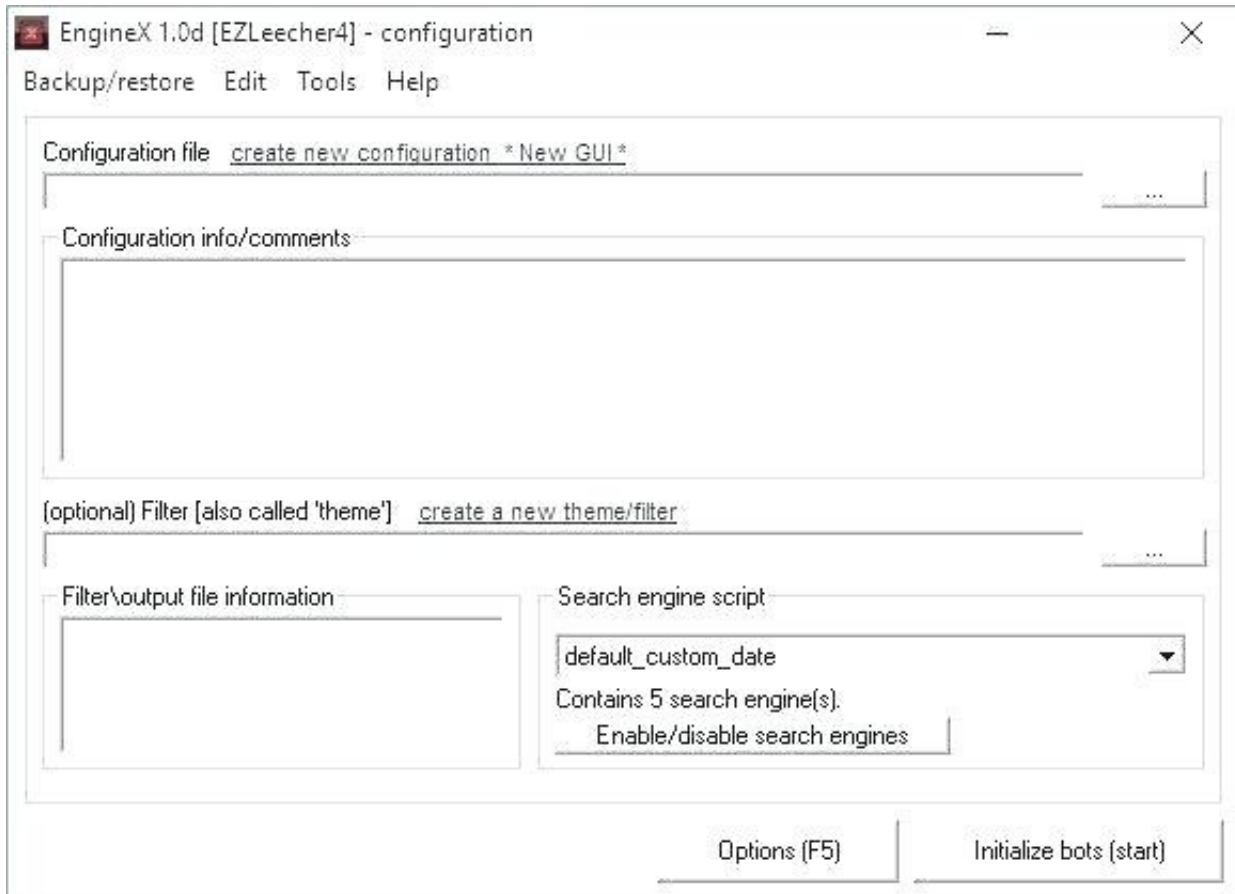 EngineX 1.0d [EZLeecher4] - configuration
Backup/restore Edit Tools Help
Configuration file create new configuration * New GUI *
...
Configuration info/comments
(optional) Filter [also called 'theme'] create a new theme/filter
...
Filter\output file information
Search engine script
default_custom_date
Contains 5 search engine(s).
Enable/disable search engines
Options (F5) Initialize bots (start)